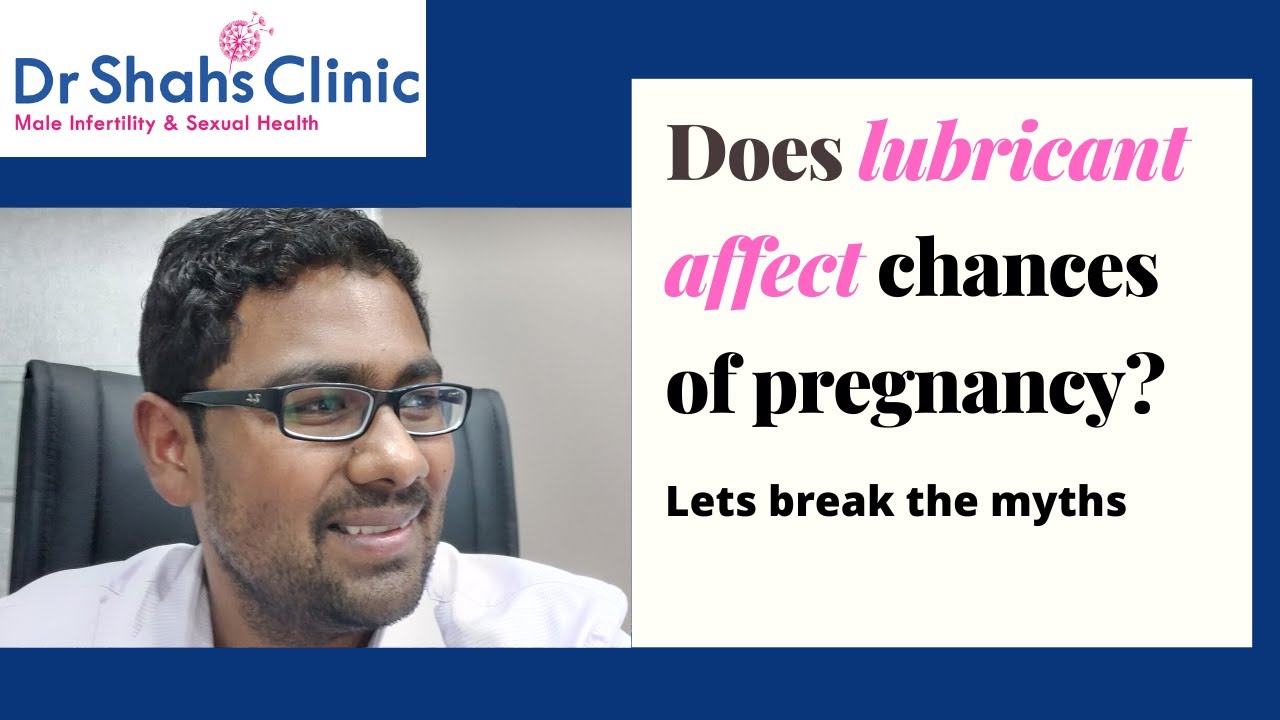 Dr Shahs Clinic
Male Infertility & Sexual Health
Does lubricant
affect chances
of pregnancy?
Lets break the myths